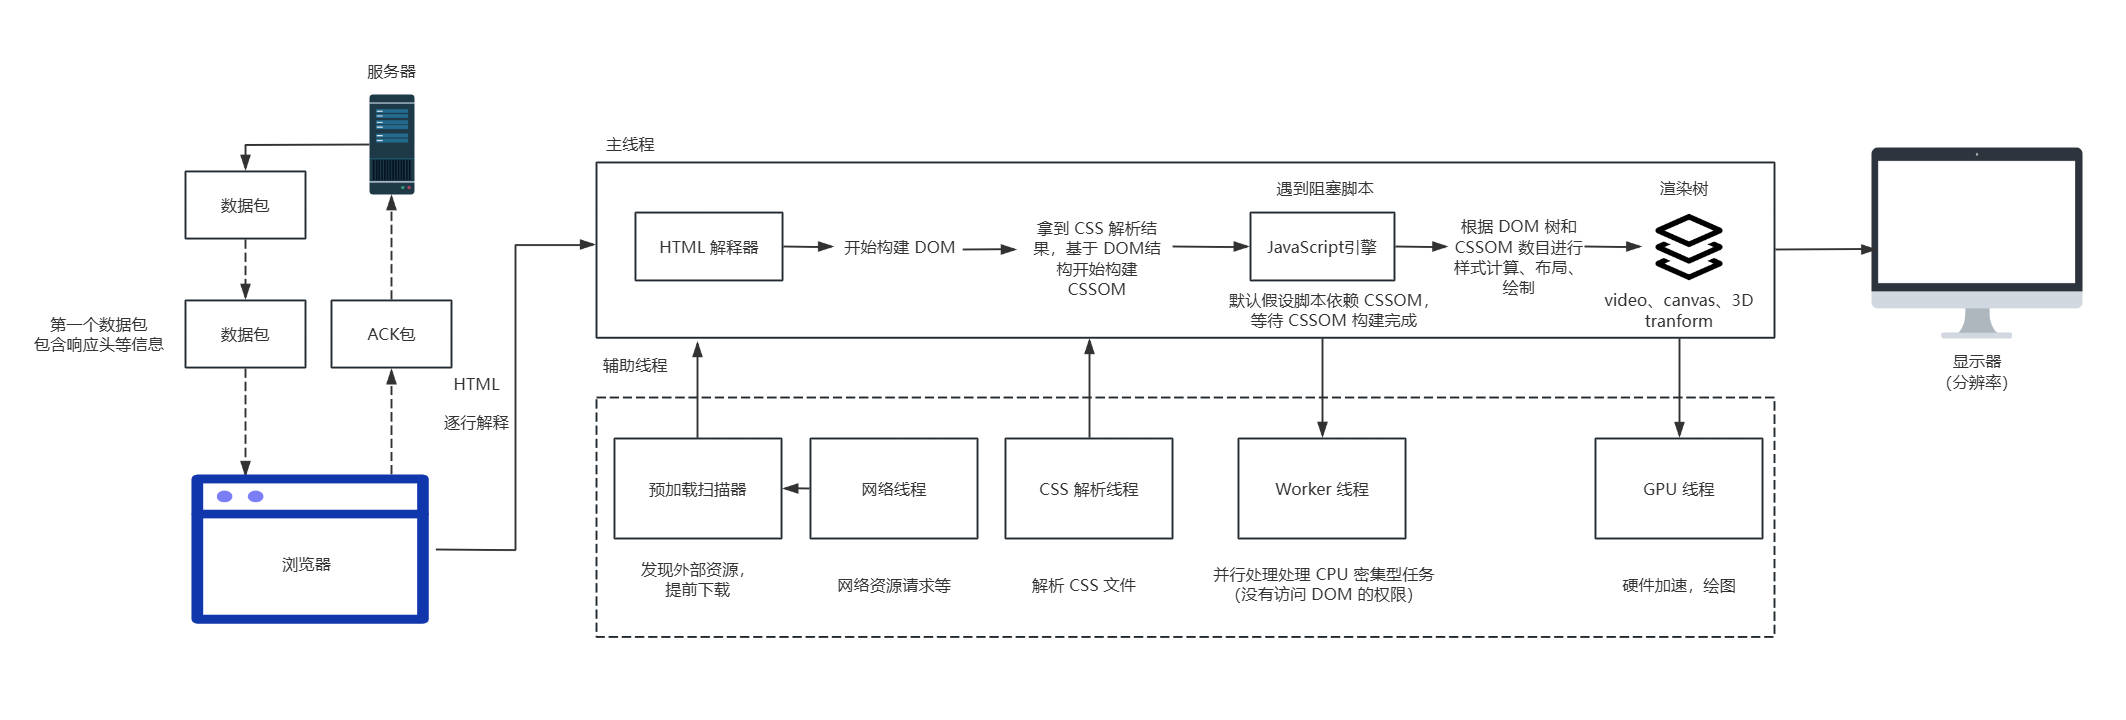 服务器
数据包
第一个数据包
包含响应头等信息
数据包
ACK包
浏览器
HTML
逐行解释
主线程
HTML 解释器
开始构建 DOM
拿到 CSS 解析结
果，基于 DOM结
构开始构建
CSSOM
遇到阻塞脚本
JavaScript引擎
默认假设脚本依赖 CSSOM，
等待 CSSOM 构建完成
根据 DOM 树和
CSSOM 数目进行
样式计算、布局、
绘制
渲染树
video、canvas、3D
tranform
显示器
（分辨率）
辅助线程
预加载扫描器
发现外部资源，
提前下载
网络线程
网络资源请求等
CSS 解析线程
解析 CSS 文件
Worker 线程
并行处理处理 CPU 密集型任务
（没有访问 DOM 的权限）
GPU 线程
硬件加速，绘图